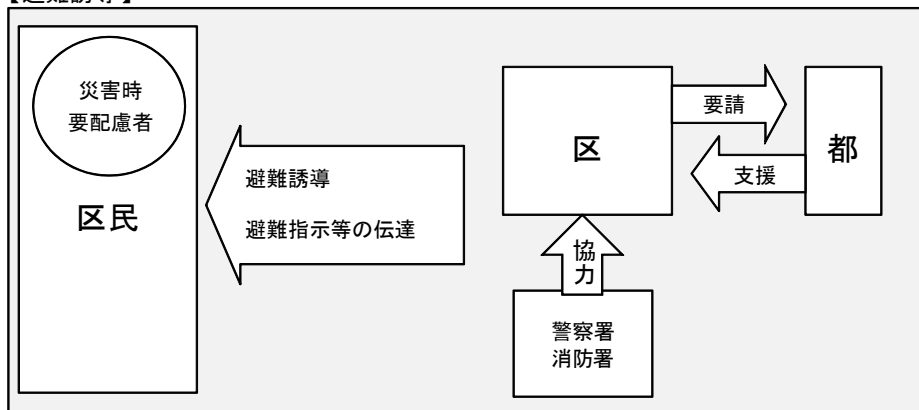 【避難誘導】
災害時
要配慮者
区民
避難誘導
避難指示等の伝達
区
要請
支援
都
協
力
警察署
消防署